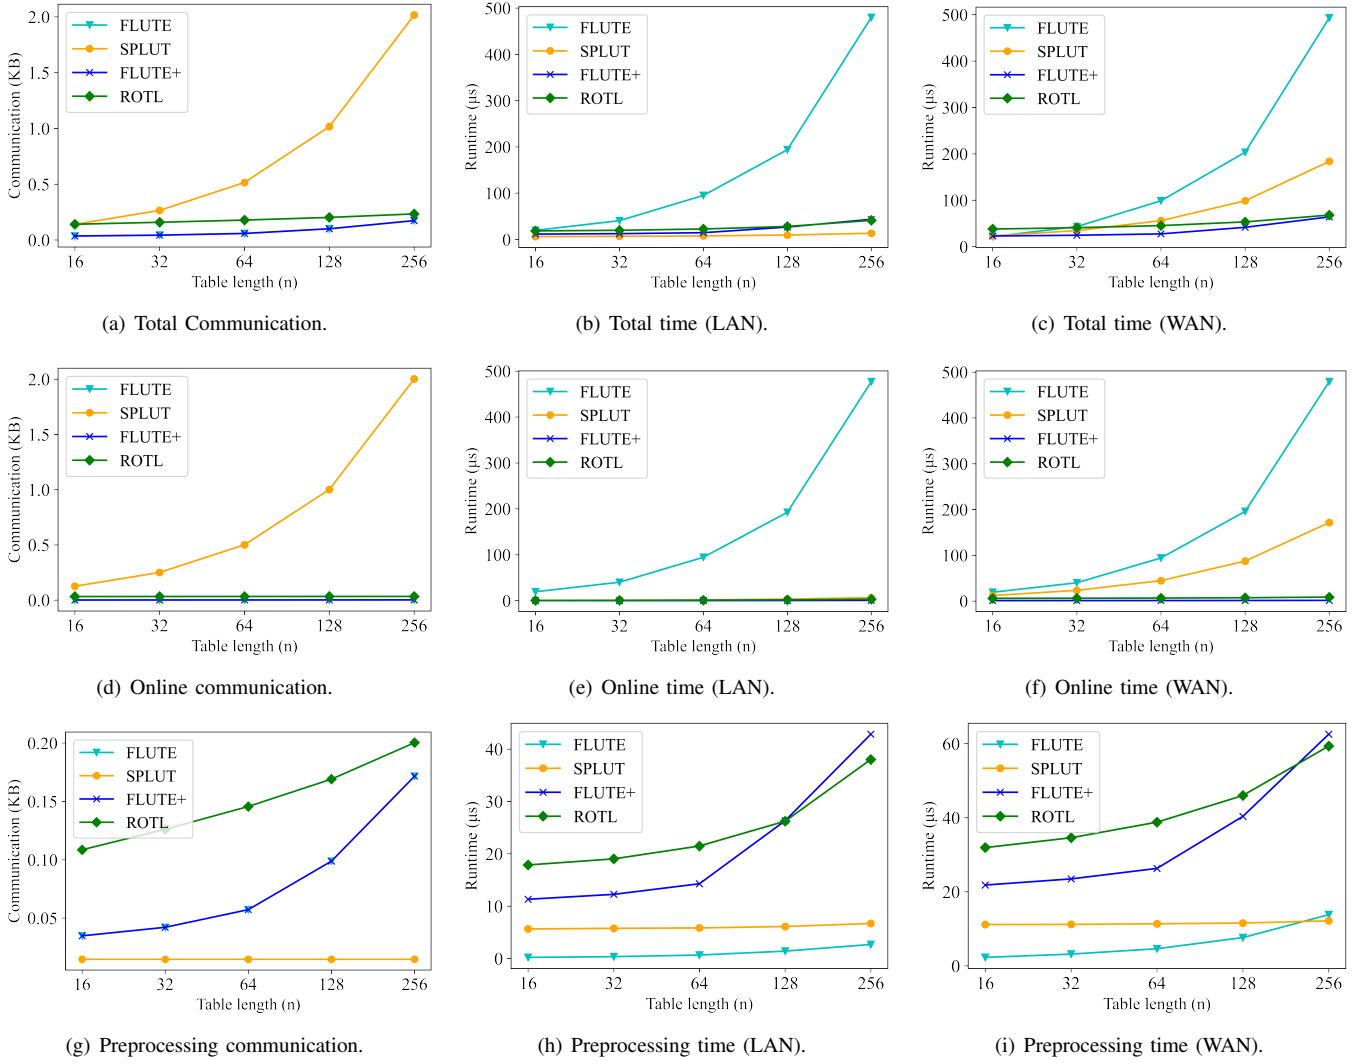 2.0
1.5
1.0
0.5
0.0
Communication (KB)
FLUTE
SPLUT
FLUTE+
ROTL
16 32 64 128 256
Table length (n)
(a) Total Communication.
500
400
300
200
100
0
Runtime (μs)
FLUTE
SPLUT
FLUTE+
ROTL
16 32 64 128 256
Table length (n)
(b) Total time (LAN).
500
400
300
200
100
0
Runtime (μs)
FLUTE
SPLUT
FLUTE+
ROTL
16 32 64 128 256
Table length (n)
(c) Total time (WAN).
2.0
1.5
1.0
0.5
0.0
Communication (KB)
FLUTE
SPLUT
FLUTE+
ROTL
16 32 64 128 256
Table length (n)
(d) Online communication.
500
400
300
200
100
0
Runtime (μs)
FLUTE
SPLUT
FLUTE+
ROTL
16 32 64 128 256
Table length (n)
(e) Online time (LAN).
500
400
300
200
100
0
Runtime (μs)
FLUTE
SPLUT
FLUTE+
ROTL
16 32 64 128 256
Table length (n)
(f) Online time (WAN).
0.20
0.15
0.10
0.05
Communication (KB)
FLUTE
SPLUT
FLUTE+
ROTL
16 32 64 128 256
Table length (n)
(g) Preprocessing communication.
40
30
20
10
0
Runtime (μs)
FLUTE
SPLUT
FLUTE+
ROTL
16 32 64 128 256
Table length (n)
(h) Preprocessing time (LAN).
60
40
20
0
Runtime (μs)
FLUTE
SPLUT
FLUTE+
ROTL
16 32 64 128 256
Table length (n)
(i) Preprocessing time (WAN).